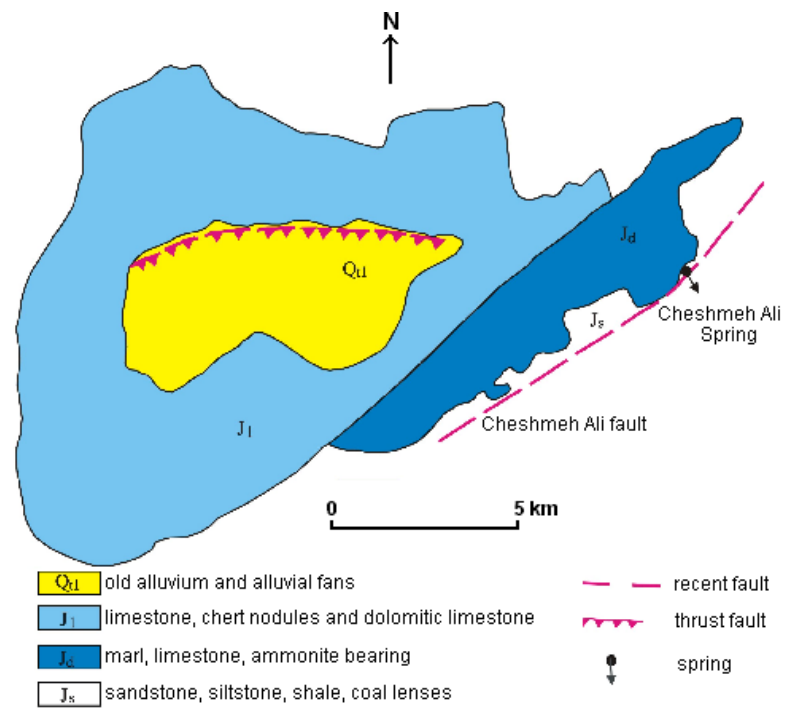 N
Jd
Qt1
Cheshmeh Ali
Spring
Js
Cheshmeh Ali fault
J1
0 5 km
Qt1 old alluvium and alluvial fans
J1 limestone, chert nodules and dolomitic limestone
Jd marl, limestone, ammonite bearing
Js sandstone, siltstone, shale, coal lenses
recent fault
thrust fault
spring